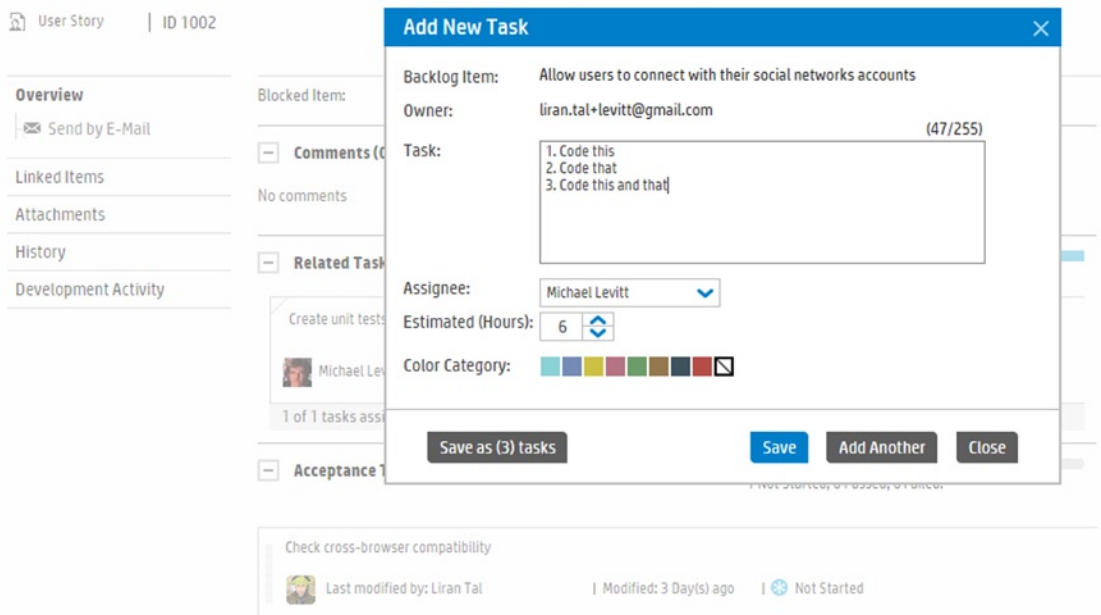 User Story | ID 1002
Overview
Send by E-Mail
Linked Items
Attachments
History
Development Activity
Blocked Item:
Comments (
No comments
Related Task
Create unit tests
Michael Lev
1 of 1 tasks assi
Acceptance T
Add New Task
Backlog Item: Allow users to connect with their social networks accounts
Owner: liran.tal+levitt@gmail.com
(47/255)
Task: 1. Code this
2. Code that
3. Code this and that
Assignee: Michael Levitt
Estimated (Hours): 6
Color Category:
Save as (3) tasks Save Add Another Close
Check cross-browser compatibility
Last modified by: Liran Tal | Modified: 3 Day(s) ago | Not Started